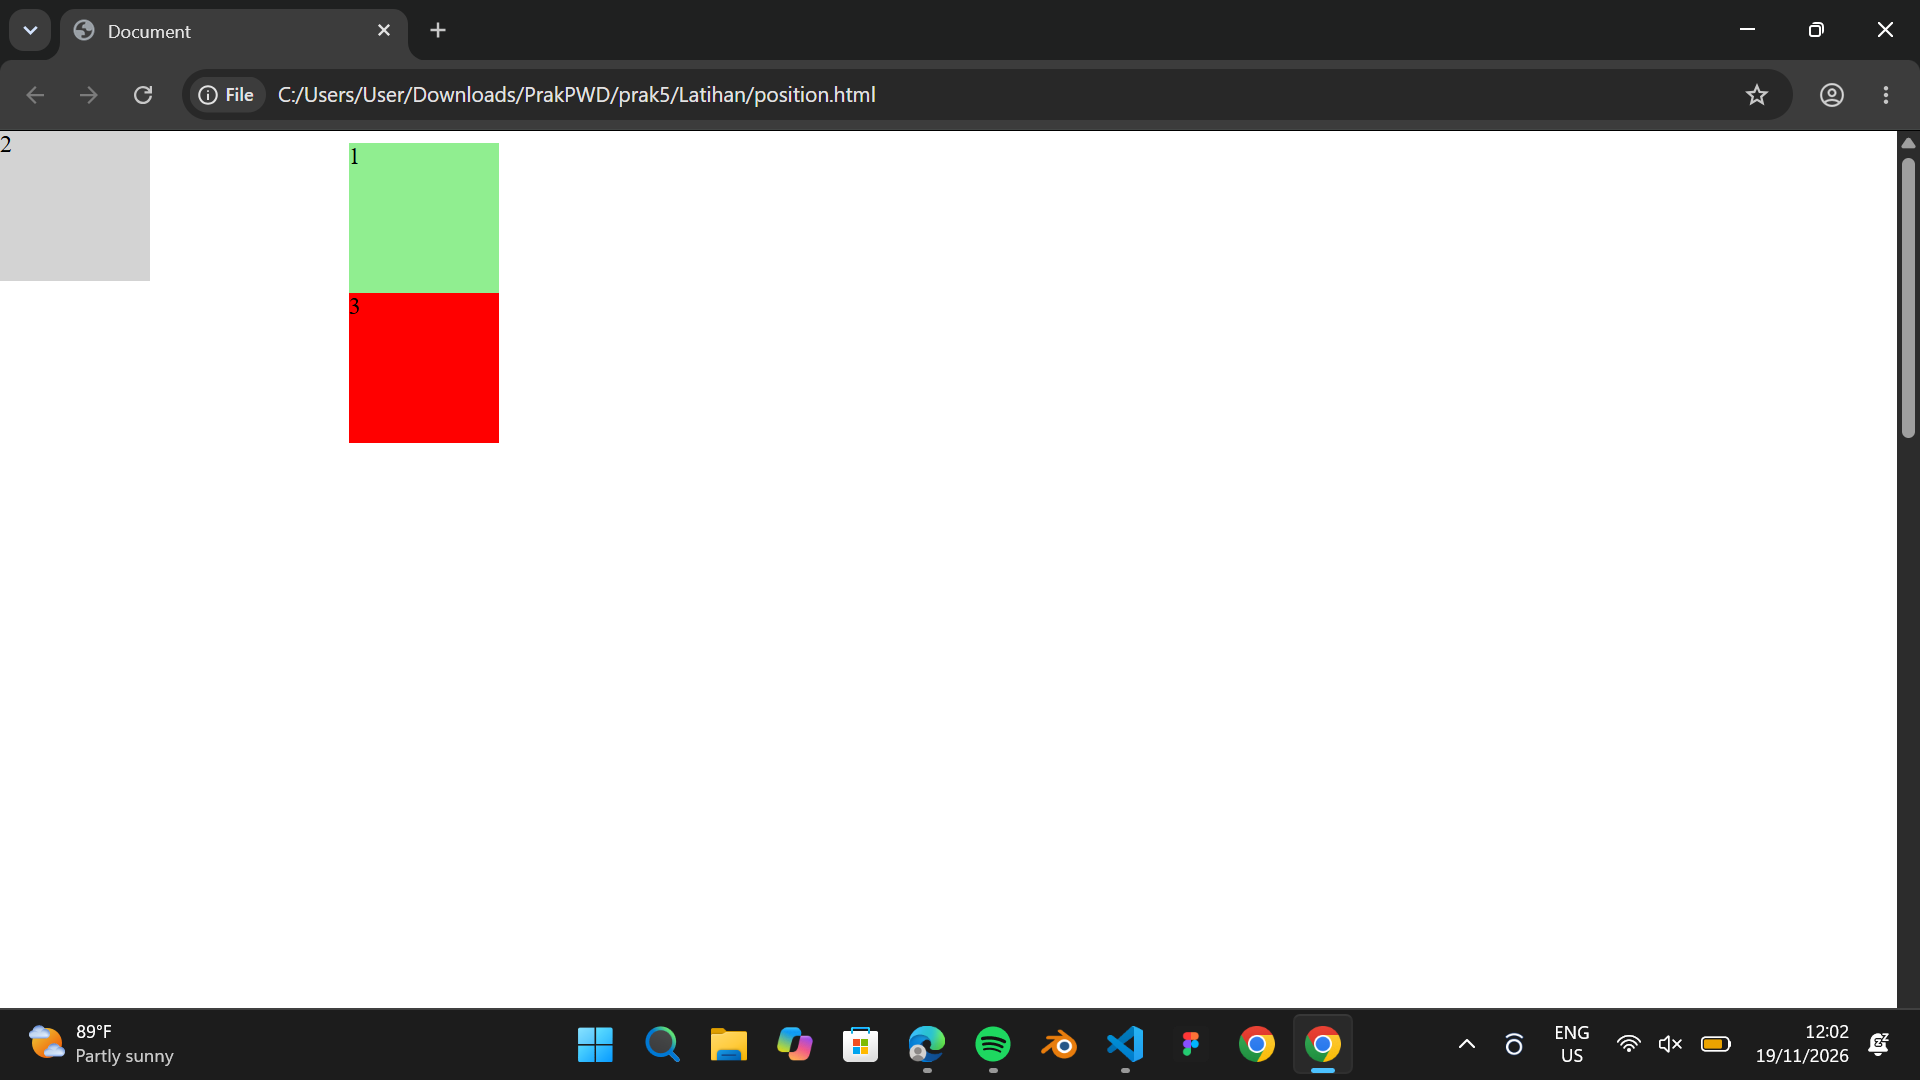 Document
File
C:/Users/User/Downloads/PrakPWD/prak5/Latihan/position.html
2
1
3
89°F
Partly sunny
ENG
US
12:02
19/11/2026